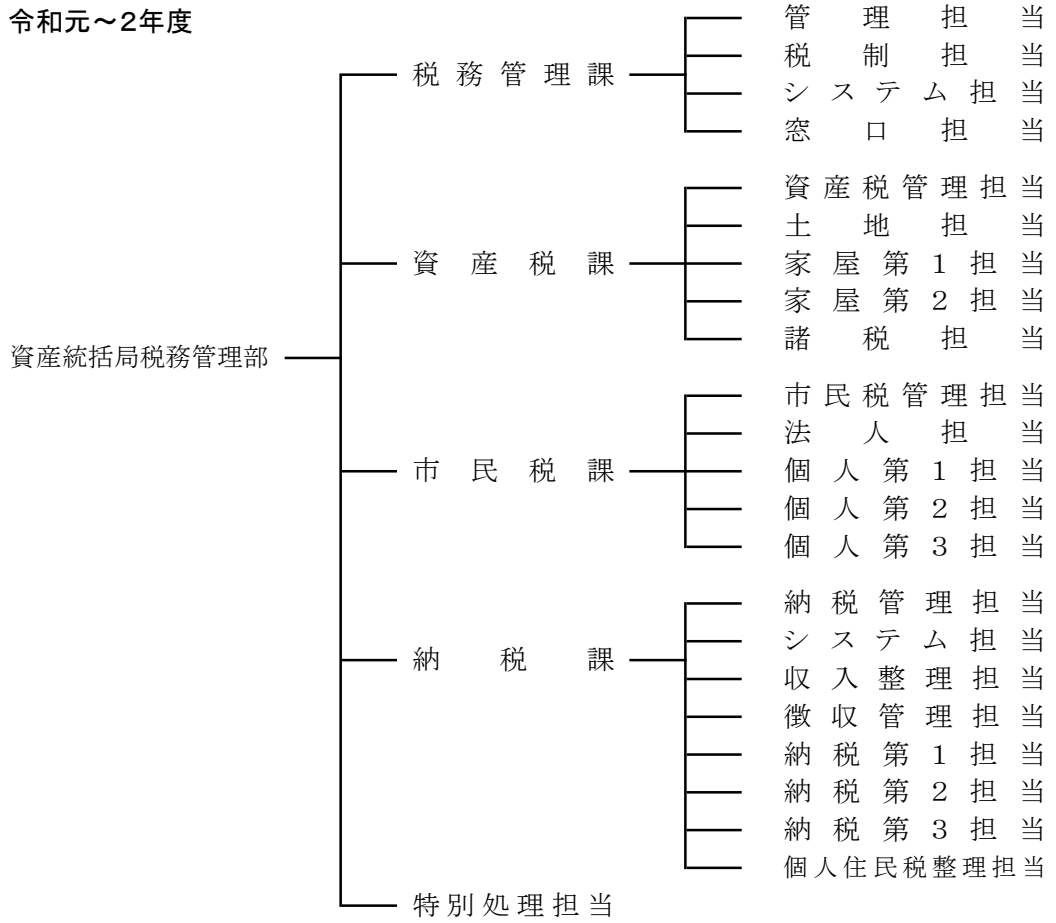 令和元～2年度
資産統括局税務管理部
税務管理課
管理担当
税制担当
システム担当
窓口担当
資産税課
資産税管理担当
土地担当
家屋第1担当
家屋第2担当
諸税担当
市民税課
市民税管理担当
法人担当
個人第1担当
個人第2担当
個人第3担当
納税課
納税管理担当
システム担当
収入整理担当
徴収管理担当
納税第1担当
納税第2担当
納税第3担当
個人住民税整理担当
特別処理担当